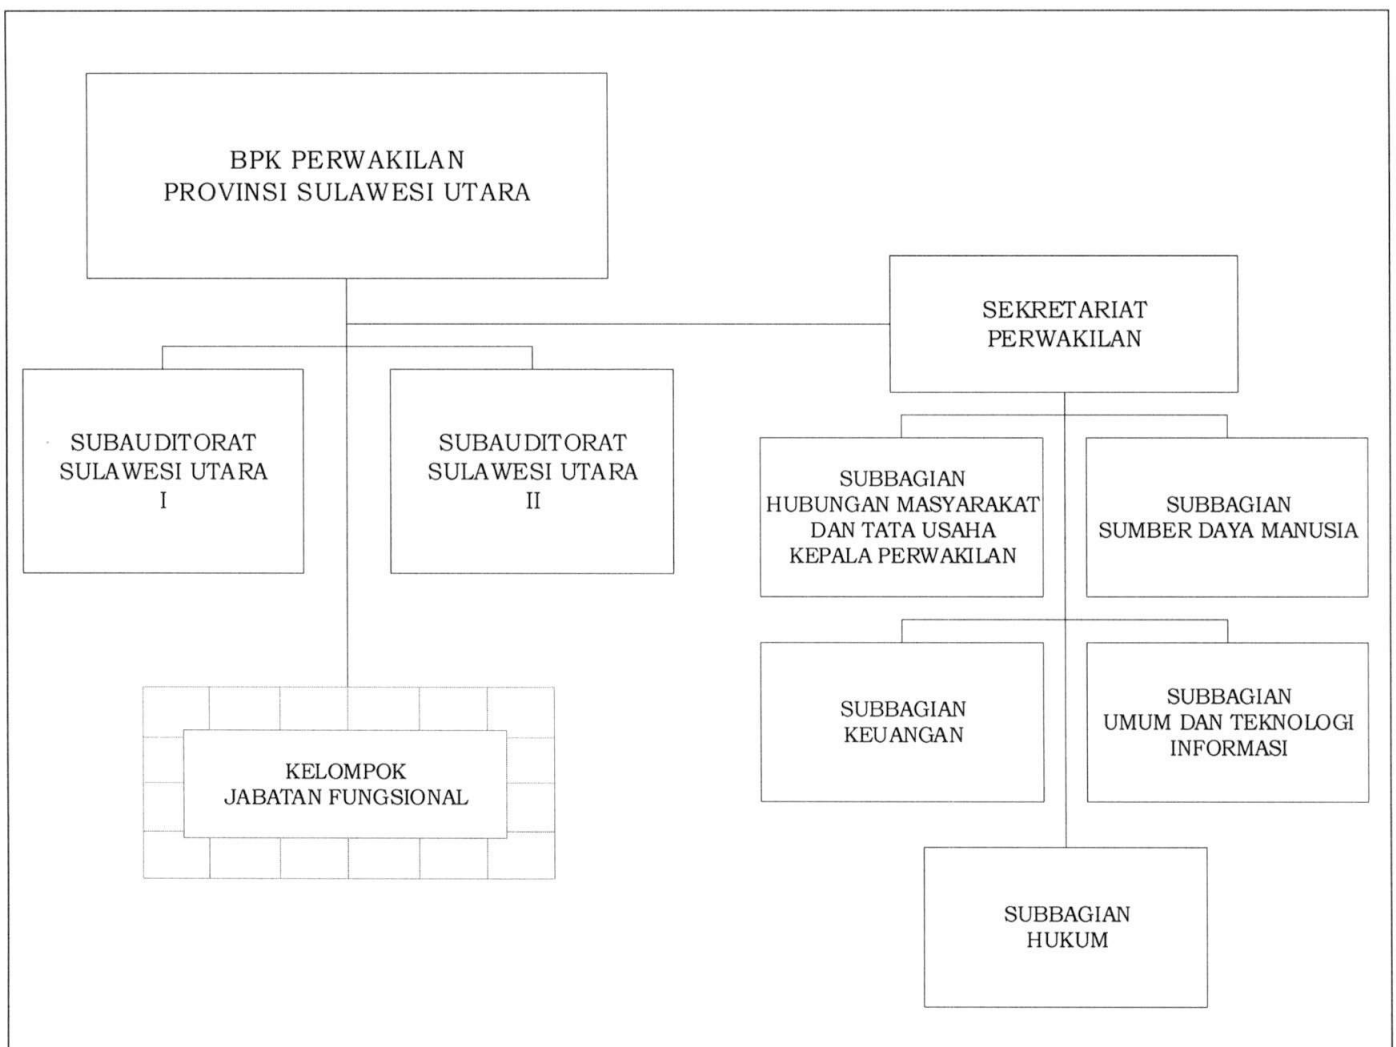 BPK PERWAKILAN
PROVINSI SULAWESI UTARA
SEKRETARIAT
PERWAKILAN
SUBAUDITORAT
SULAWESI UTARA
I
SUBAUDITORAT
SULAWESI UTARA
II
SUBBAGIAN
HUBUNGAN MASYARAKAT
DAN TATA USAHA
KEPALA PERWAKILAN
SUBBAGIAN
SUMBER DAYA MANUSIA
SUBBAGIAN
KEUANGAN
SUBBAGIAN
UMUM DAN TEKNOLOGI
INFORMASI
KELOMPOK
JABATAN FUNGSIONAL
SUBBAGIAN
HUKUM